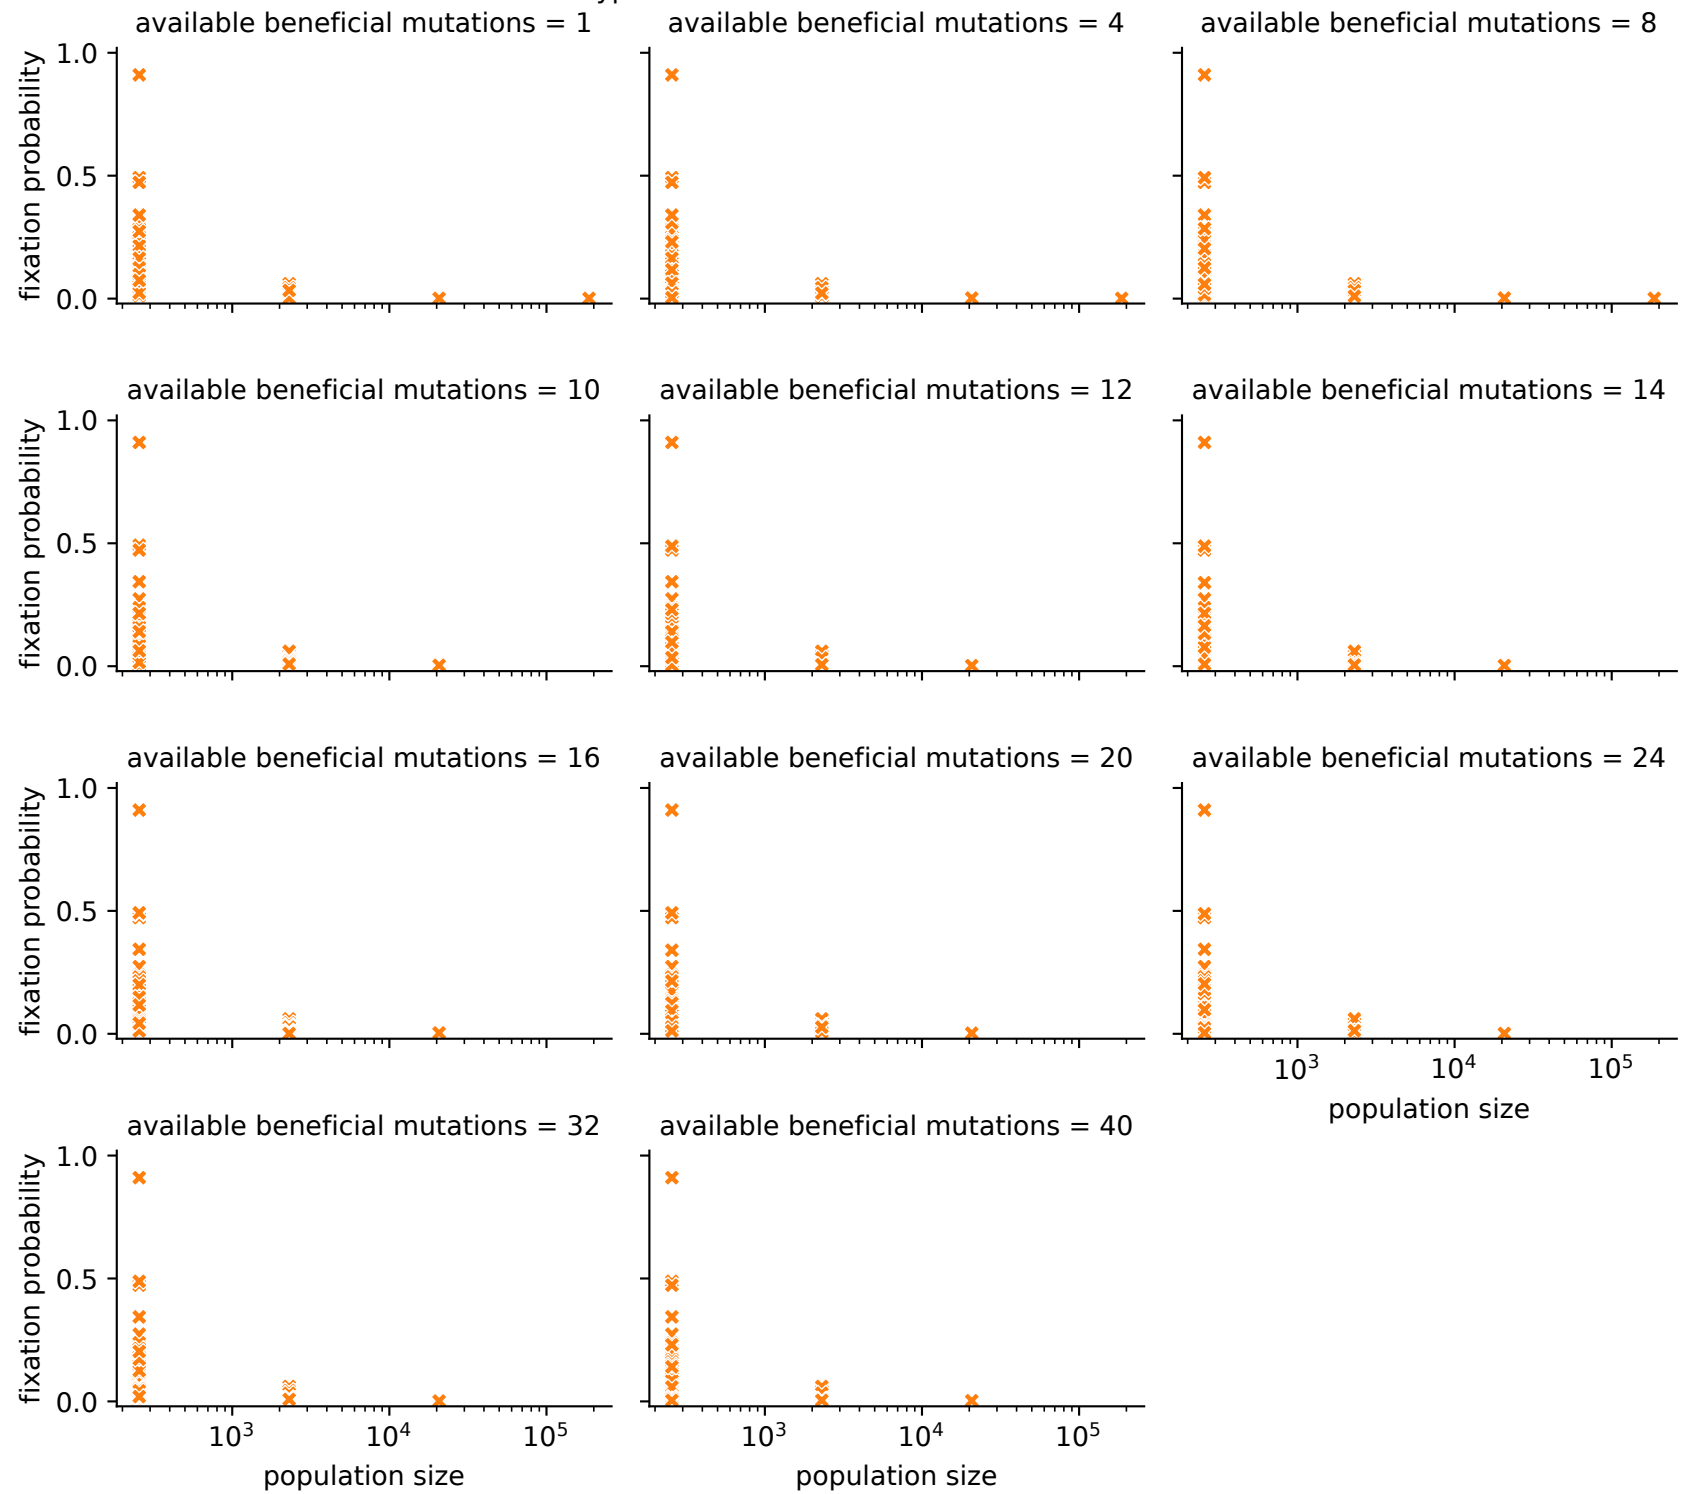 available beneficial mutations = 1
available beneficial mutations = 4
available beneficial mutations = 8
fixation probability
1.0
0.5
0.0
available beneficial mutations = 10
available beneficial mutations = 12
available beneficial mutations = 14
fixation probability
1.0
0.5
0.0
available beneficial mutations = 16
available beneficial mutations = 20
available beneficial mutations = 24
fixation probability
1.0
0.5
0.0
10³ 10⁴ 10⁵
population size
available beneficial mutations = 32
available beneficial mutations = 40
fixation probability
1.0
0.5
0.0
10³ 10⁴ 10⁵
population size
10³ 10⁴ 10⁵
population size